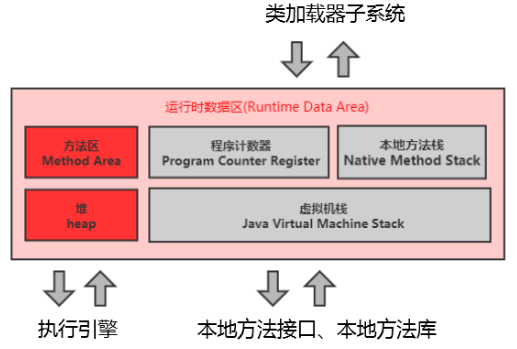 类加载器子系统
运行时数据区(Runtime Data Area)
方法区
Method Area
程序计数器
Program Counter Register
本地方法栈
Native Method Stack
堆
heap
虚拟机栈
Java Virtual Machine Stack
执行引擎
本地方法接口、本地方法库